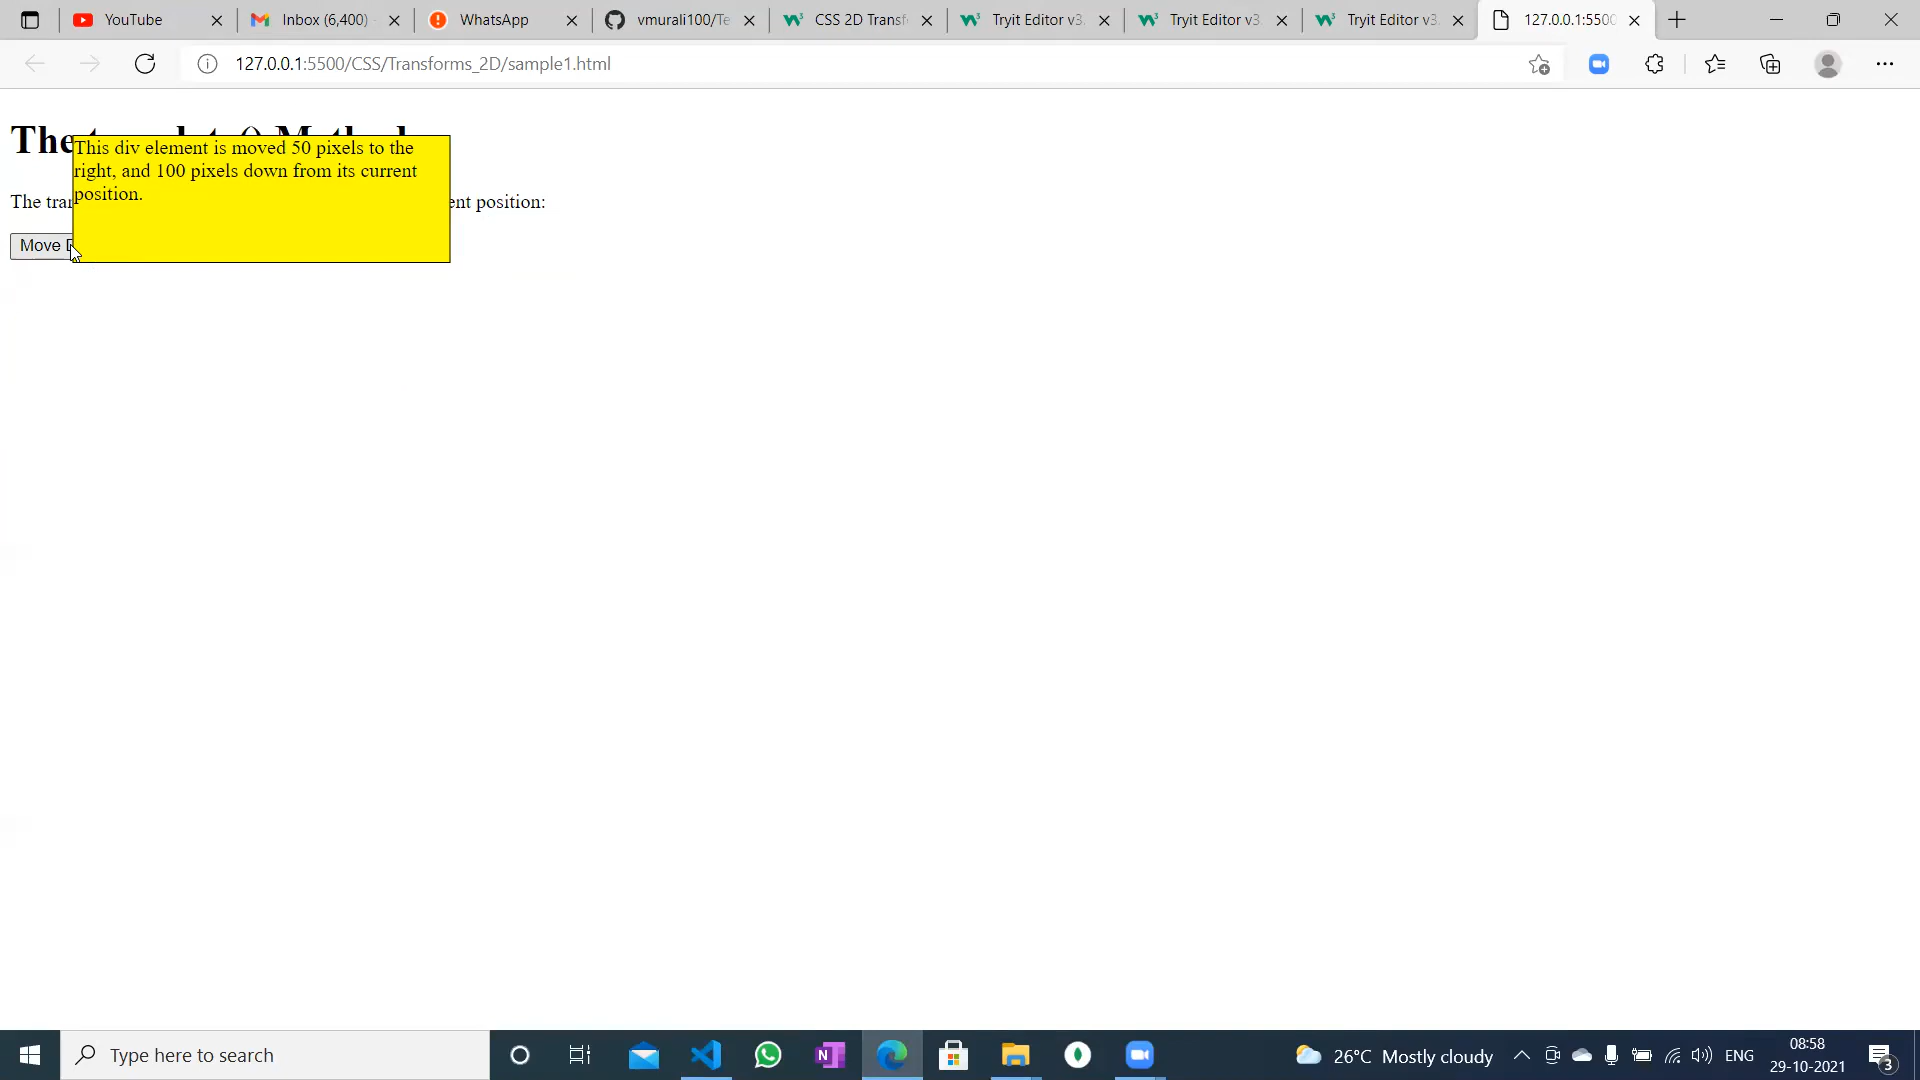 YouTube
Inbox (6,400)
WhatsApp
vmurali100/Te
CSS 2D Transf
Tryit Editor v3.
Tryit Editor v3
Tryit Editor v3.
127.0.0.1:5500
127.0.0.1:5500/CSS/Transforms_2D/sample1.html
The
This div element is moved 50 pixels to the
right, and 100 pixels down from its current
position.
The position:
Move
Type here to search
26°C Mostly cloudy
ENG
08:58
29-10-2021
3